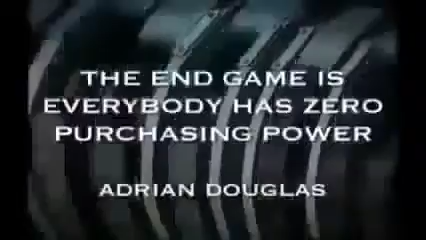 THE END GAME IS
EVERYBODY HAS ZERO
PURCHASING POWER
ADRIAN DOUGLAS